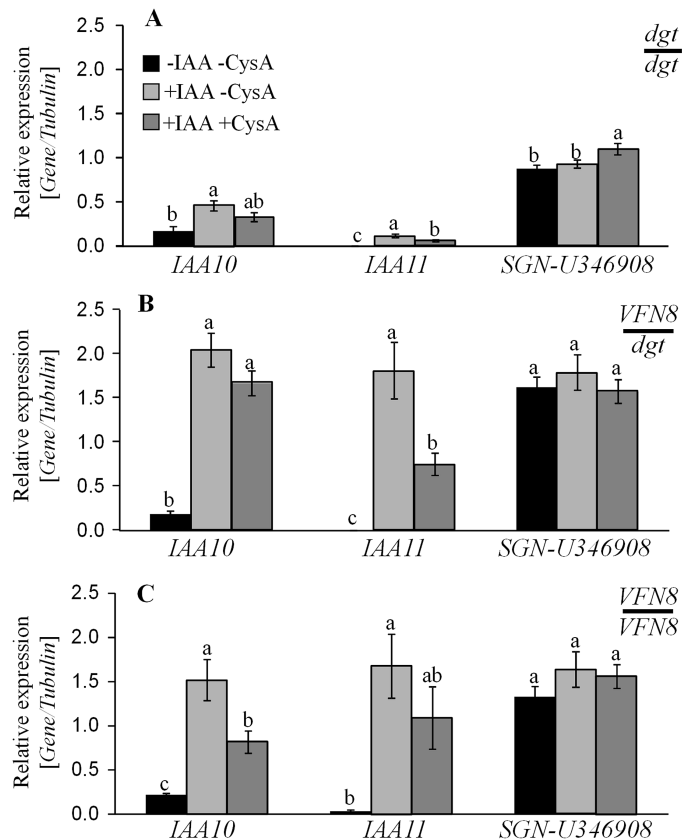 A
dgt
dgt
2.5
2.0
1.5
1.0
0.5
0.0
Relative expression
[Gene/Tubulin]
-IAA -CysA
+IAA -CysA
+IAA +CysA
b
a
ab
c
a
b
b
b
a
IAA10
IAA11
SGN-U346908
B
VFN8
dgt
2.5
2.0
1.5
1.0
0.5
0.0
Relative expression
[Gene/Tubulin]
b
a
a
c
a
b
a
a
a
IAA10
IAA11
SGN-U346908
C
VFN8
VFN8
2.5
2.0
1.5
1.0
0.5
0.0
Relative expression
[Gene/Tubulin]
c
a
b
b
a
ab
a
a
a
IAA10
IAA11
SGN-U346908